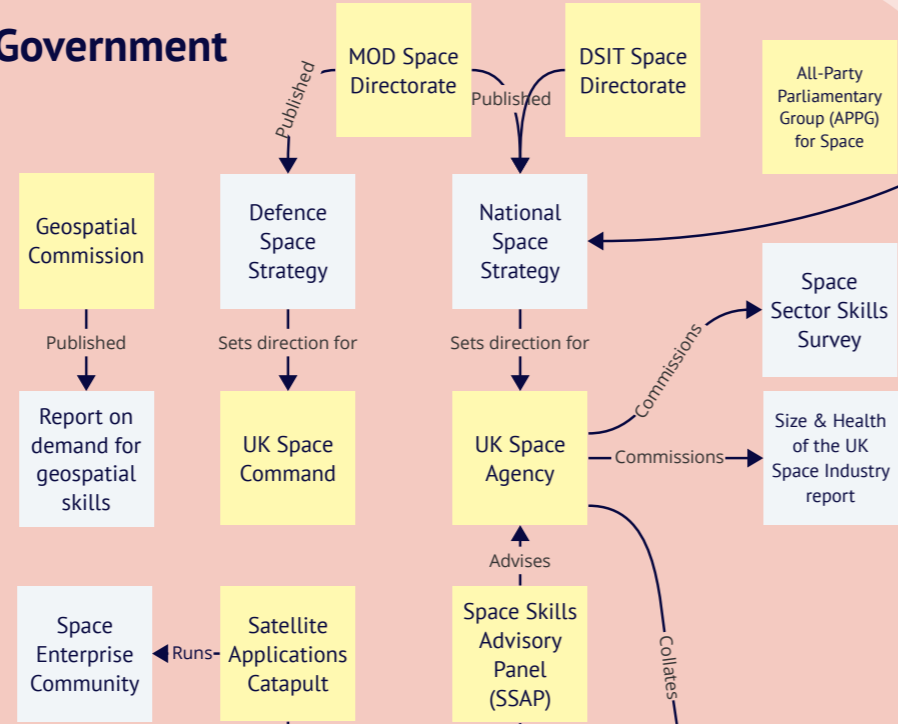 Government
MOD Space
Directorate
DSIT Space
Directorate
All-Party
Parliamentary
Group (APPG)
for Space
Published
Published
Geospatial
Commission
Defence
Space
Strategy
National
Space
Strategy
Space
Sector Skills
Survey
Published
Sets direction for
Sets direction for
Commissions
Report on
demand for
geospatial
skills
UK Space
Command
UK Space
Agency
Commissions
Size & Health
of the UK
Space Industry
report
Advises
Space
Enterprise
Community
Runs
Satellite
Applications
Catapult
Space Skills
Advisory
Panel
(SSAP)
Collates